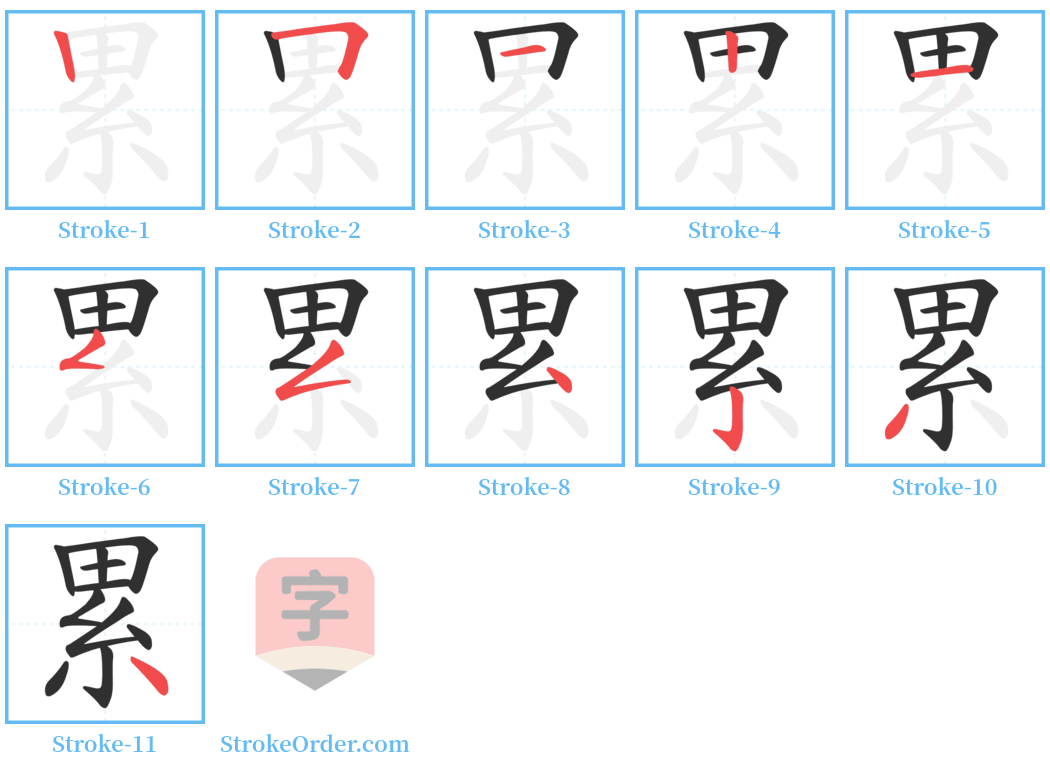 累 累 累 累 累
Stroke-1 Stroke-2 Stroke-3 Stroke-4 Stroke-5
累 累 累 累 累
Stroke-6 Stroke-7 Stroke-8 Stroke-9 Stroke-10
累 字
Stroke-11 StrokeOrder.com